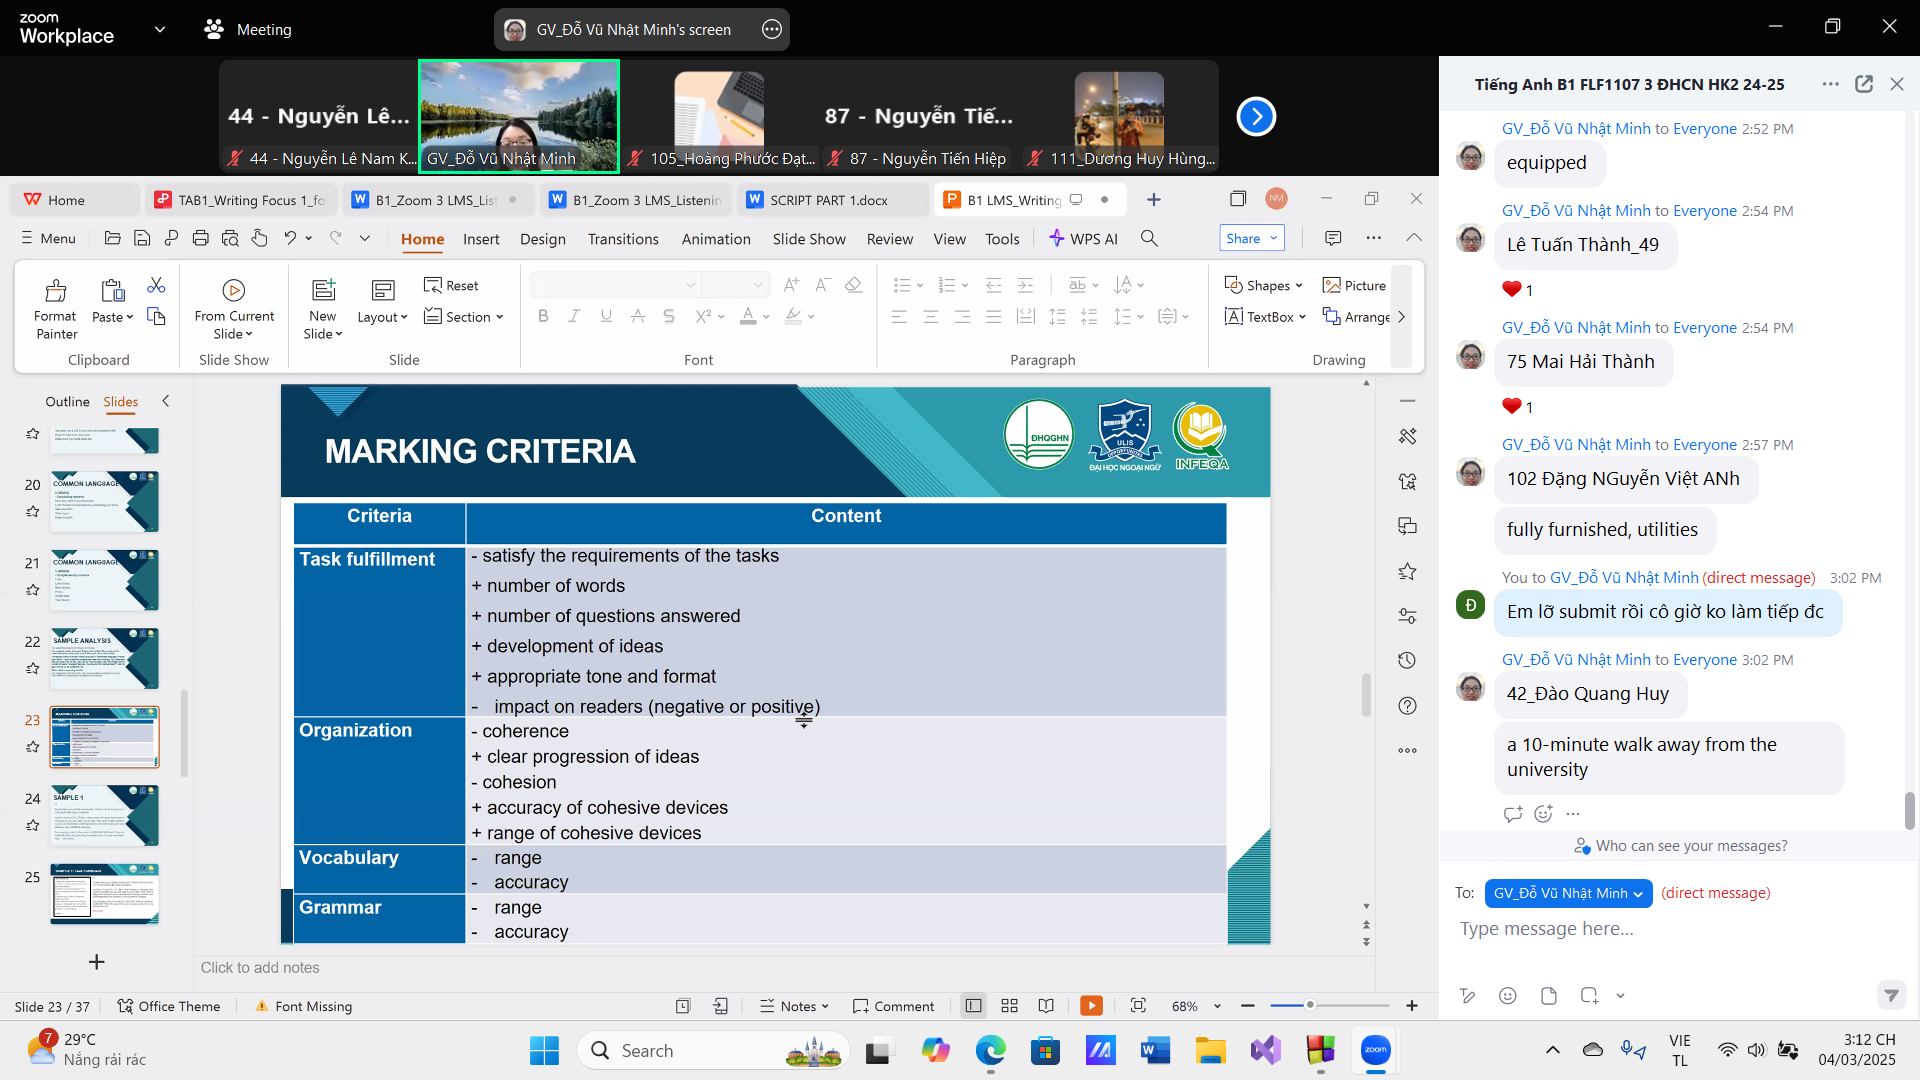 zoom
Workplace
Meeting
GV_Đỗ Vũ Nhật Minh's screen
44 - Nguyễn Lê...
87 - Nguyễn Tiế...
44 - Nguyễn Lê Nam K...
GV_Đỗ Vũ Nhật Minh
105_Hoàng Phước Đạt...
87 - Nguyễn Tiến Hiệp
111_Dương Huy Hùng...
Home
TAB1_Writing Focus 1_fo
B1_Zoom 3 LMS_List
B1_Zoom 3 LMS_Listenin
SCRIPT PART 1.docx
B1 LMS_Writing
NM
Menu
Home
Insert
Design
Transitions
Animation
Slide Show
Review
View
Tools
WPS AI
Share
Format
Painter
Paste
Clipboard
From Current
Slide
Slide Show
New
Slide
Layout
Reset
Section
Slide
Font
Paragraph
Shapes
Picture
TextBox
Arrange
Drawing
Outline
Slides
20
COMMON LANGUAGE
21
COMMON LANGUAGE
22
SAMPLE ANALYSIS
23
MARKING CRITERIA
24
SAMPLE 1
25
MARKING CRITERIA
ĐHQGHN
ULIS
ĐẠI HỌC NGOẠI NGỮ
INFEQA
Criteria
Content
Task fulfillment
- satisfy the requirements of the tasks
+ number of words
+ number of questions answered
+ development of ideas
+ appropriate tone and format
- impact on readers (negative or positive)
Organization
- coherence
+ clear progression of ideas
- cohesion
+ accuracy of cohesive devices
+ range of cohesive devices
Vocabulary
- range
- accuracy
Grammar
- range
- accuracy
Click to add notes
Slide 23 / 37
Office Theme
Font Missing
Notes
Comment
68%
Tiếng Anh B1 FLF1107 3 ĐHCN HK2 24-25
GV_Đỗ Vũ Nhật Minh to Everyone 2:52 PM
equipped
GV_Đỗ Vũ Nhật Minh to Everyone 2:54 PM
Lê Tuấn Thành_49
1
GV_Đỗ Vũ Nhật Minh to Everyone 2:54 PM
75 Mai Hải Thành
1
GV_Đỗ Vũ Nhật Minh to Everyone 2:57 PM
102 Đặng NGuyễn Việt ANh
fully furnished, utilities
You to GV_Đỗ Vũ Nhật Minh (direct message) 3:02 PM
Đ
Em lỡ submit rồi cô giờ ko làm tiếp đc
GV_Đỗ Vũ Nhật Minh to Everyone 3:02 PM
42_Đào Quang Huy
a 10-minute walk away from the
university
Who can see your messages?
To: GV_Đỗ Vũ Nhật Minh (direct message)
Type message here...
7
29°C
Nắng rải rác
Search
zoom
VIE
TL
3:12 CH
04/03/2025